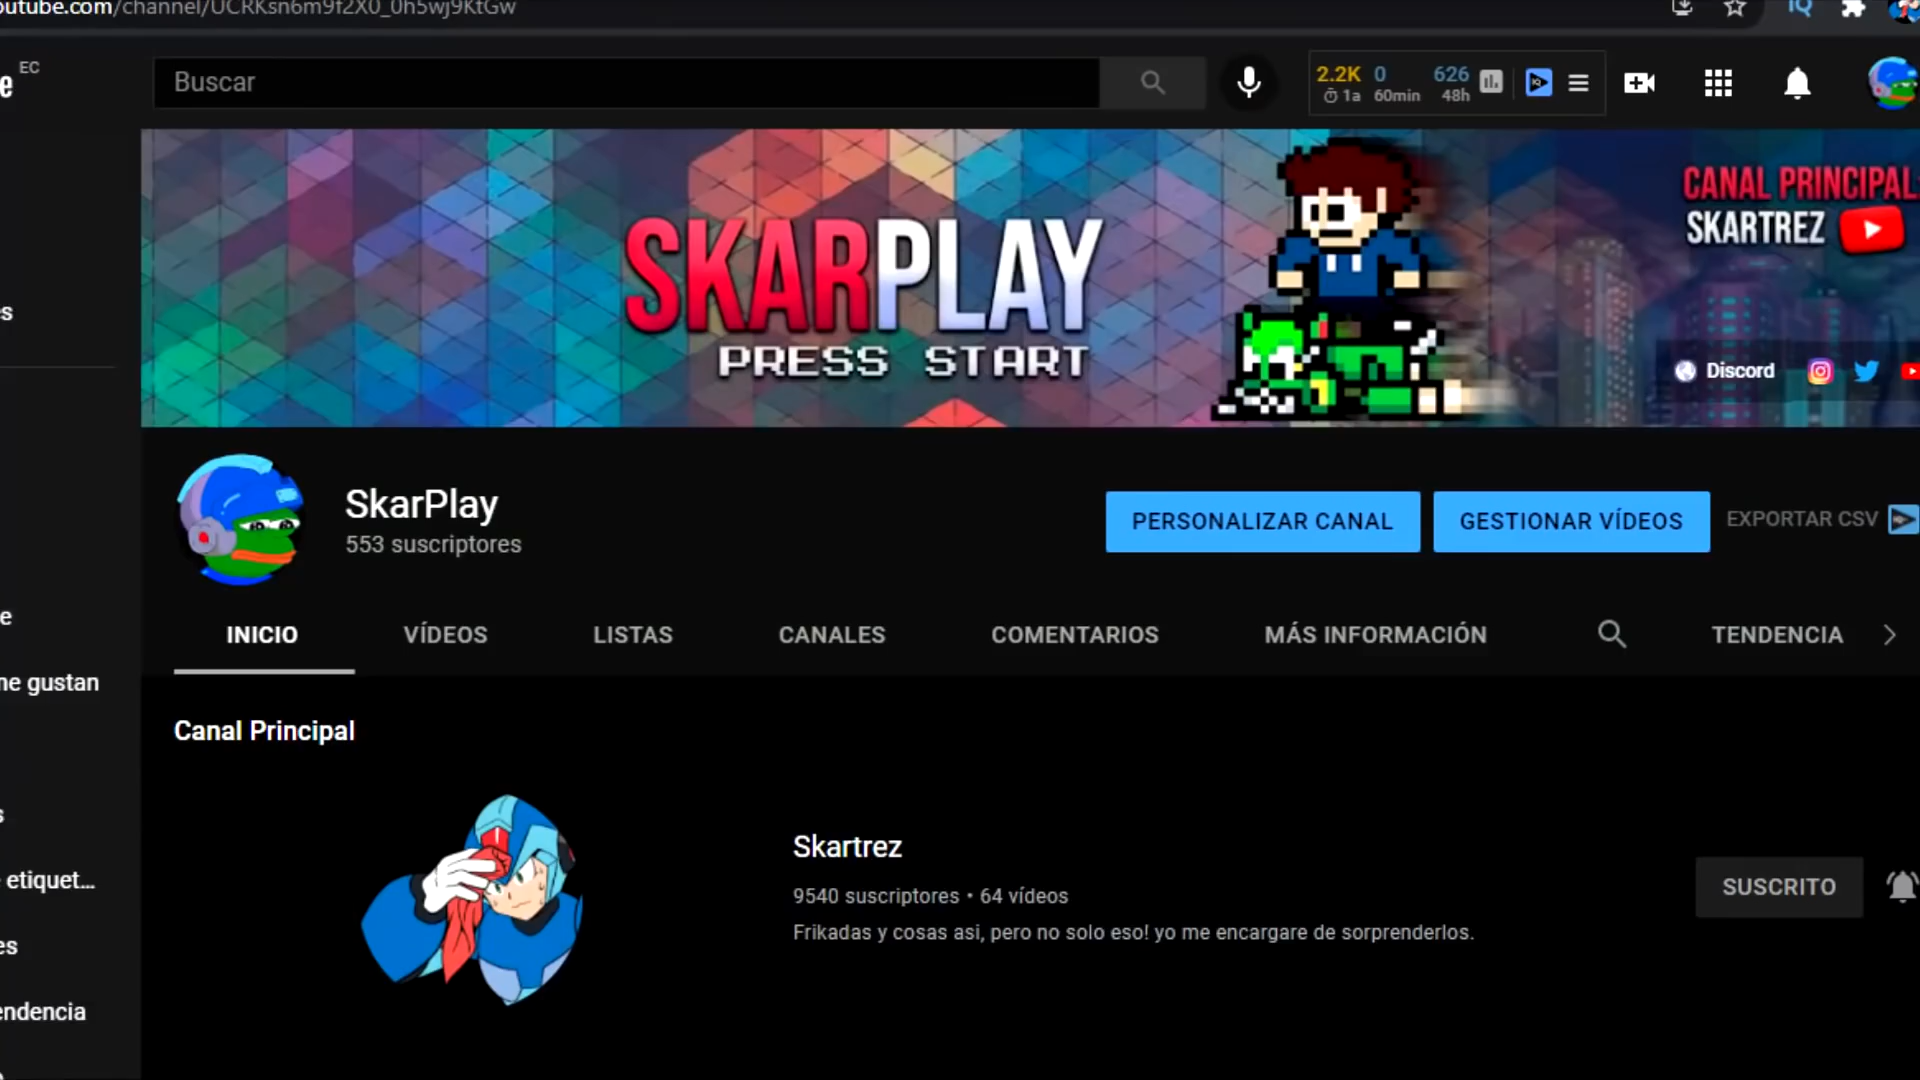 outube.com/channel/UCRKsn6m9f2X0_0h5wj9KtGw
e EC
Buscar
2.2K 0 626
1a 60min 48h
CANAL PRINCIPAL
SKARTREZ
SKARPLAY
PRESS START
Discord
SkarPlay
553 suscriptores
PERSONALIZAR CANAL
GESTIONAR VÍDEOS
EXPORTAR CSV
INICIO
VÍDEOS
LISTAS
CANALES
COMENTARIOS
MÁS INFORMACIÓN
TENDENCIA
s
e
ne gustan
s
etiquet...
es
endencia
Canal Principal
Skartrez
9540 suscriptores • 64 vídeos
Frikadas y cosas asi, pero no solo eso! yo me encargare de sorprenderlos.
SUSCRITO